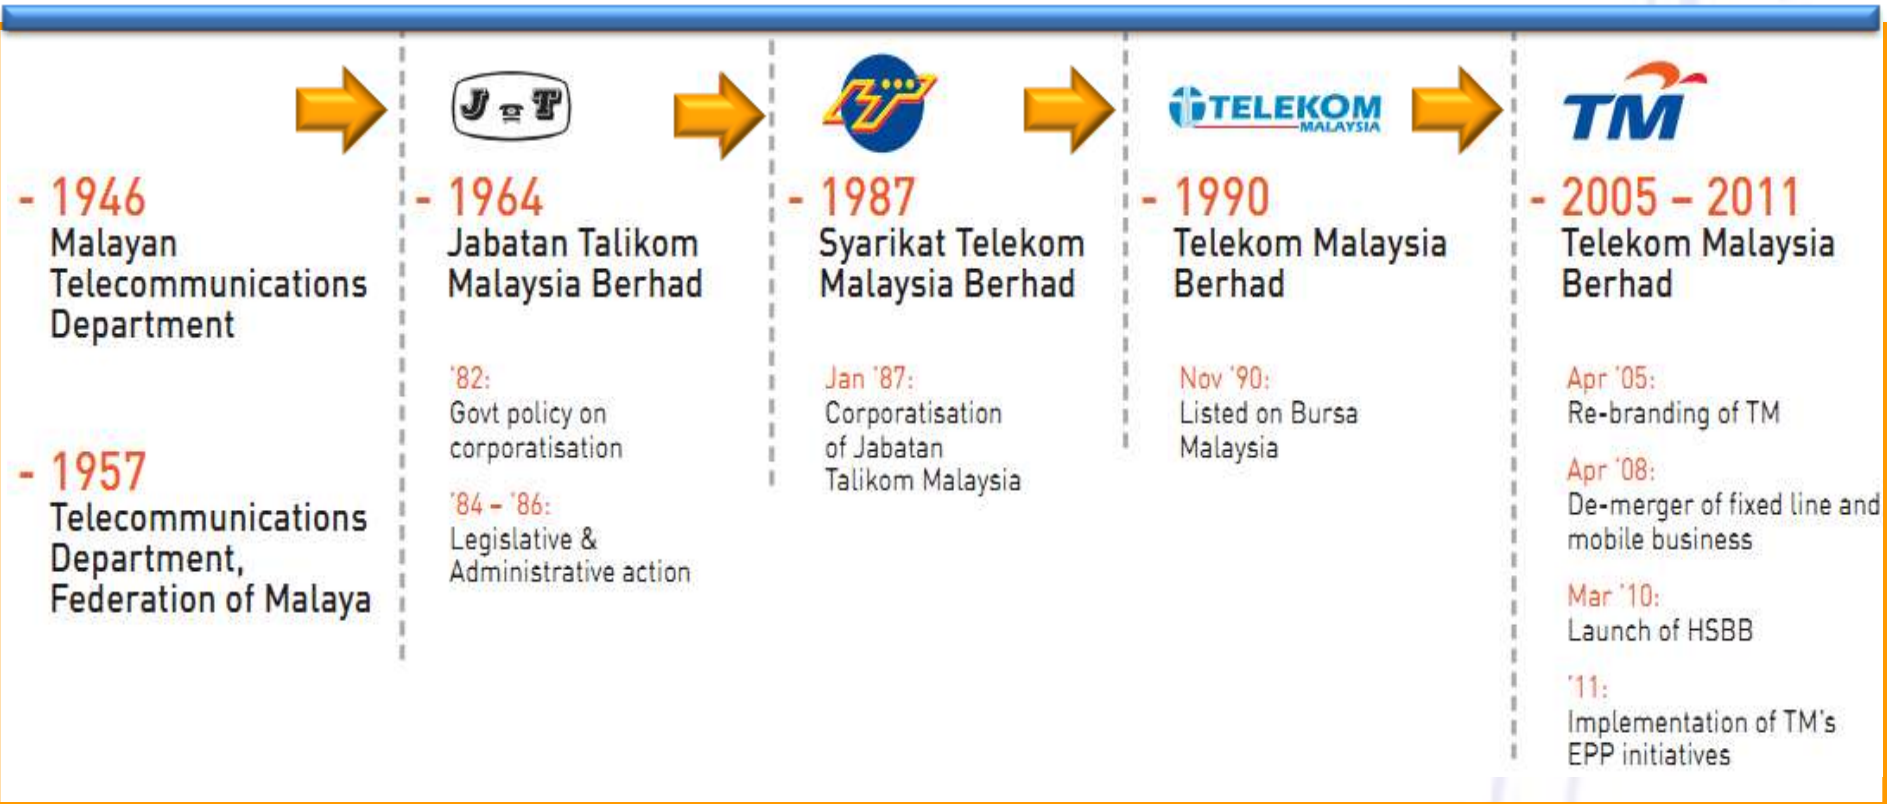 - 1946
Malayan
Telecommunications
Department
- 1957
Telecommunications
Department,
Federation of Malaya
J T
- 1964
Jabatan Talikom
Malaysia Berhad
'82:
Govt policy on
corporatisation
'84 – '86:
Legislative &
Administrative action
- 1987
Syarikat Telekom
Malaysia Berhad
Jan '87:
Corporatisation
of Jabatan
Talikom Malaysia
TELEKOM
MALAYSIA
- 1990
Telekom Malaysia
Berhad
Nov '90:
Listed on Bursa
Malaysia
TM
- 2005 – 2011
Telekom Malaysia
Berhad
Apr '05:
Re-branding of TM
Apr '08:
De-merger of fixed line and
mobile business
Mar '10:
Launch of HSBB
'11:
Implementation of TM's
EPP initiatives